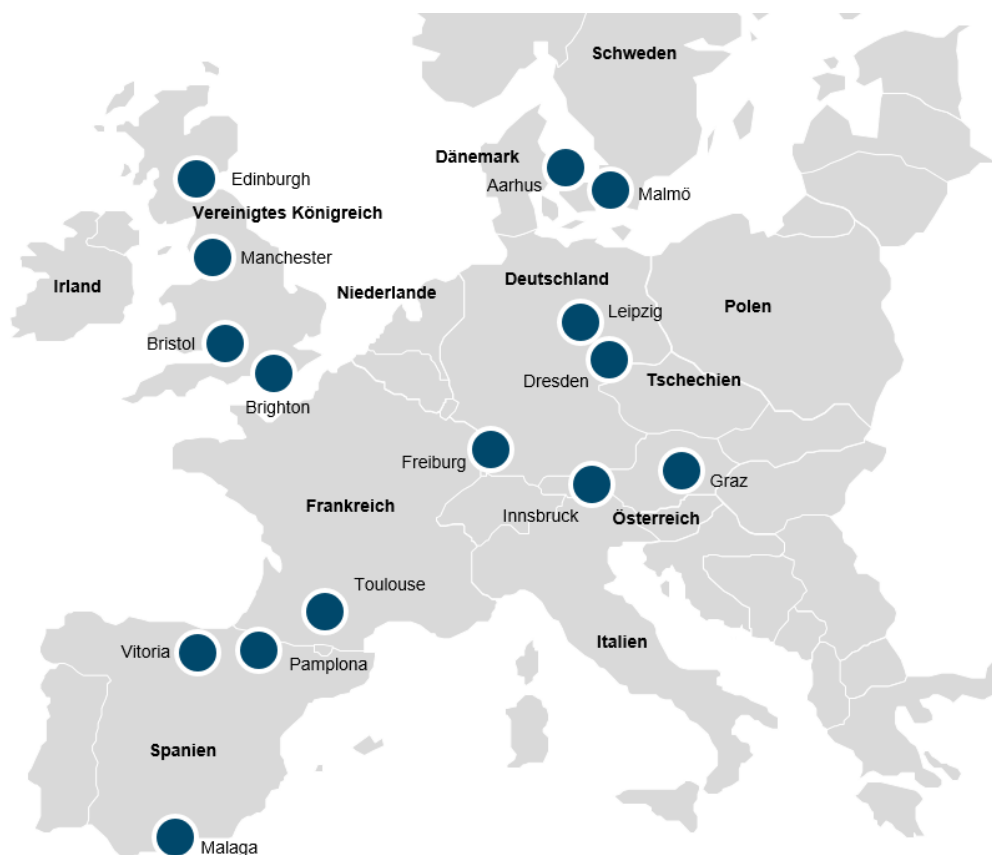 Schweden
Dänemark
Aarhus
Malmö
Edinburgh
Vereinigtes Königreich
Manchester
Irland
Niederlande
Deutschland
Leipzig
Polen
Bristol
Dresden
Tschechien
Brighton
Freiburg
Graz
Frankreich
Innsbruck
Österreich
Toulouse
Italien
Vitoria
Pamplona
Spanien
Malaga